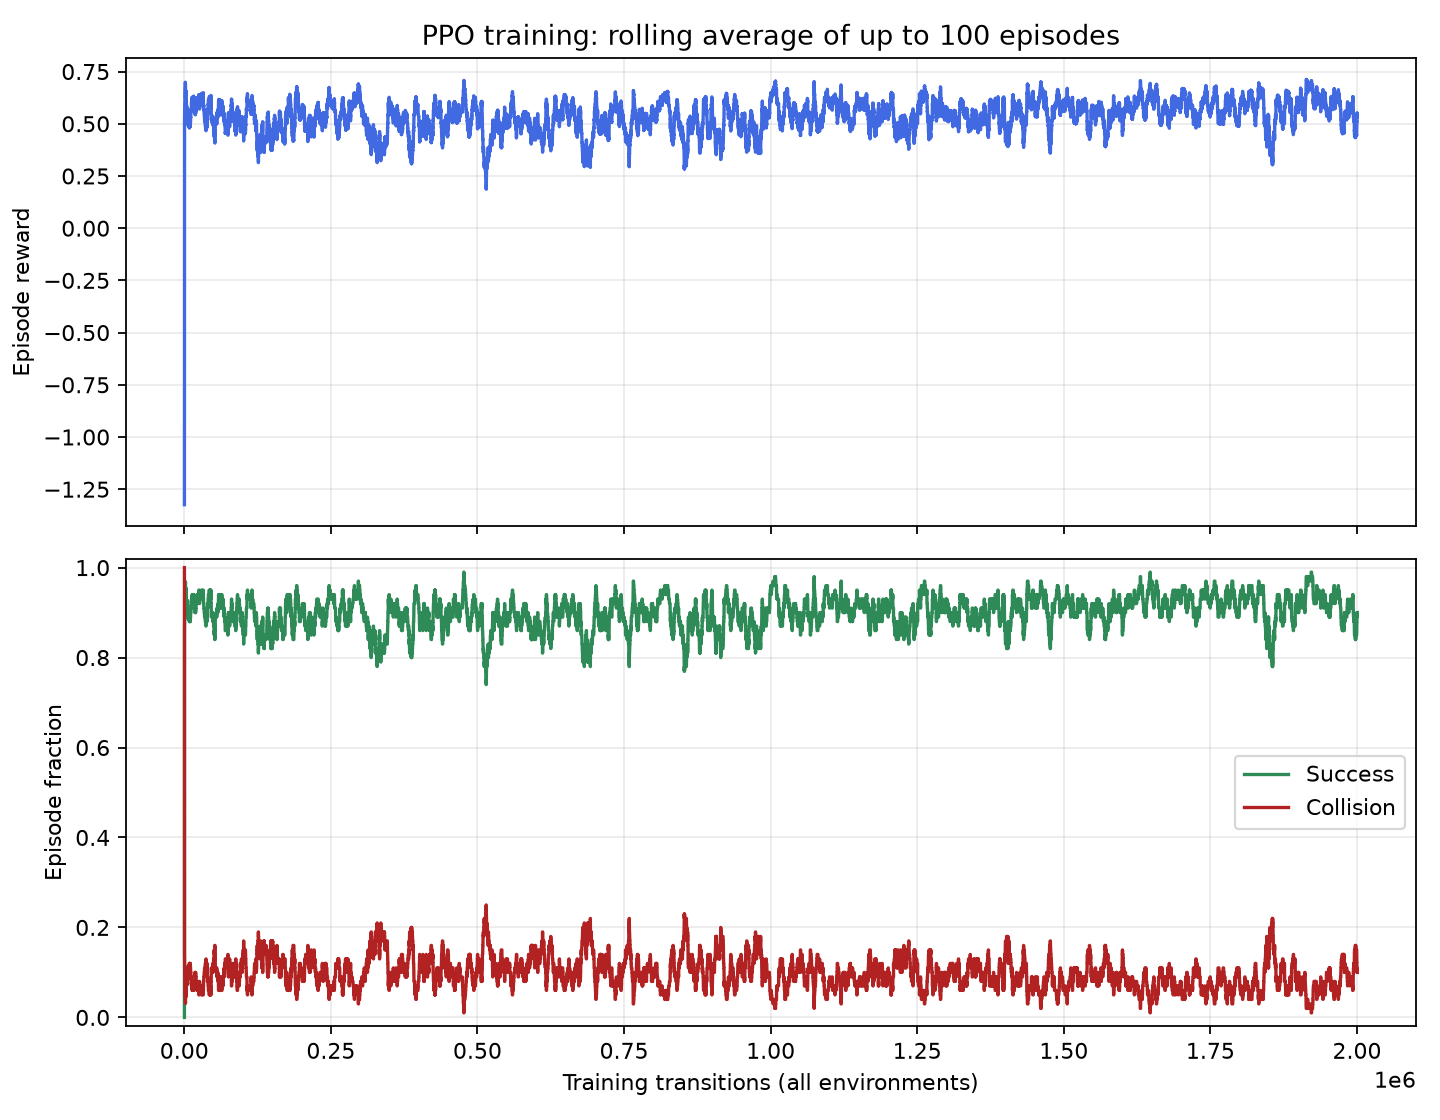 PPO training: rolling average of up to 100 episodes
0.75
0.50
0.25
0.00
−0.25
−0.50
−0.75
−1.00
−1.25
Episode reward
1.0
0.8
0.6
0.4
0.2
0.0
Episode fraction
Success
Collision
0.00 0.25 0.50 0.75 1.00 1.25 1.50 1.75 2.00
1e6
Training transitions (all environments)